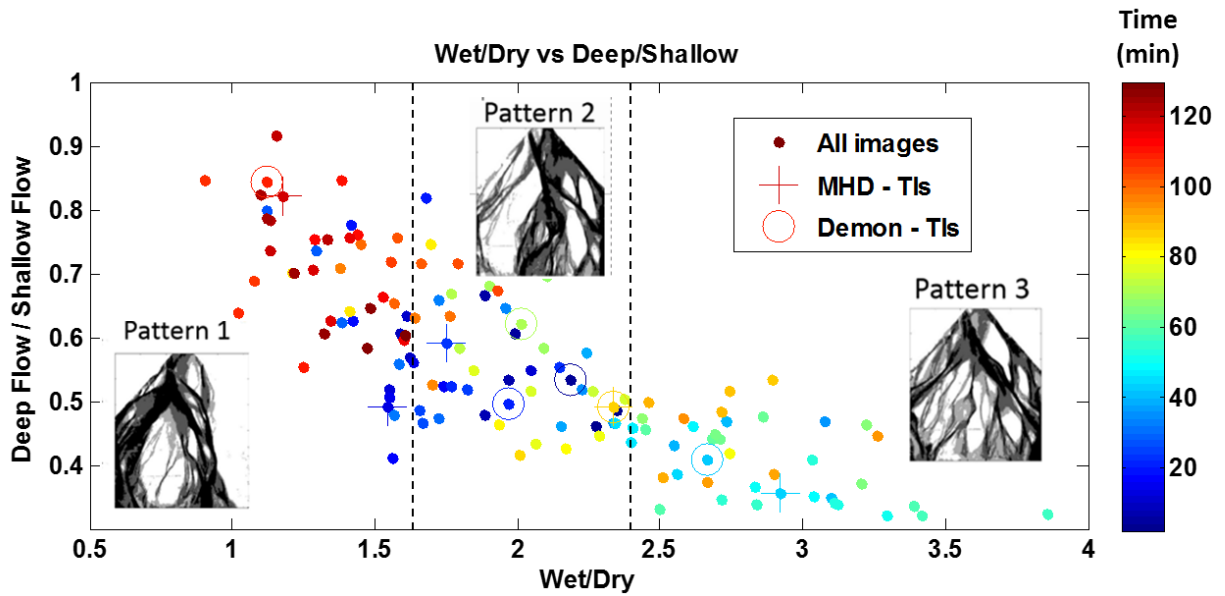 Time
(min)
Wet/Dry vs Deep/Shallow
1
0.9
0.8
0.7
0.6
0.5
0.4
Deep Flow / Shallow Flow
Pattern 1
Pattern 2
Pattern 3
All images
MHD - TIs
Demon - TIs
120
100
80
60
40
20
0.5 1 1.5 2 2.5 3 3.5 4
Wet/Dry